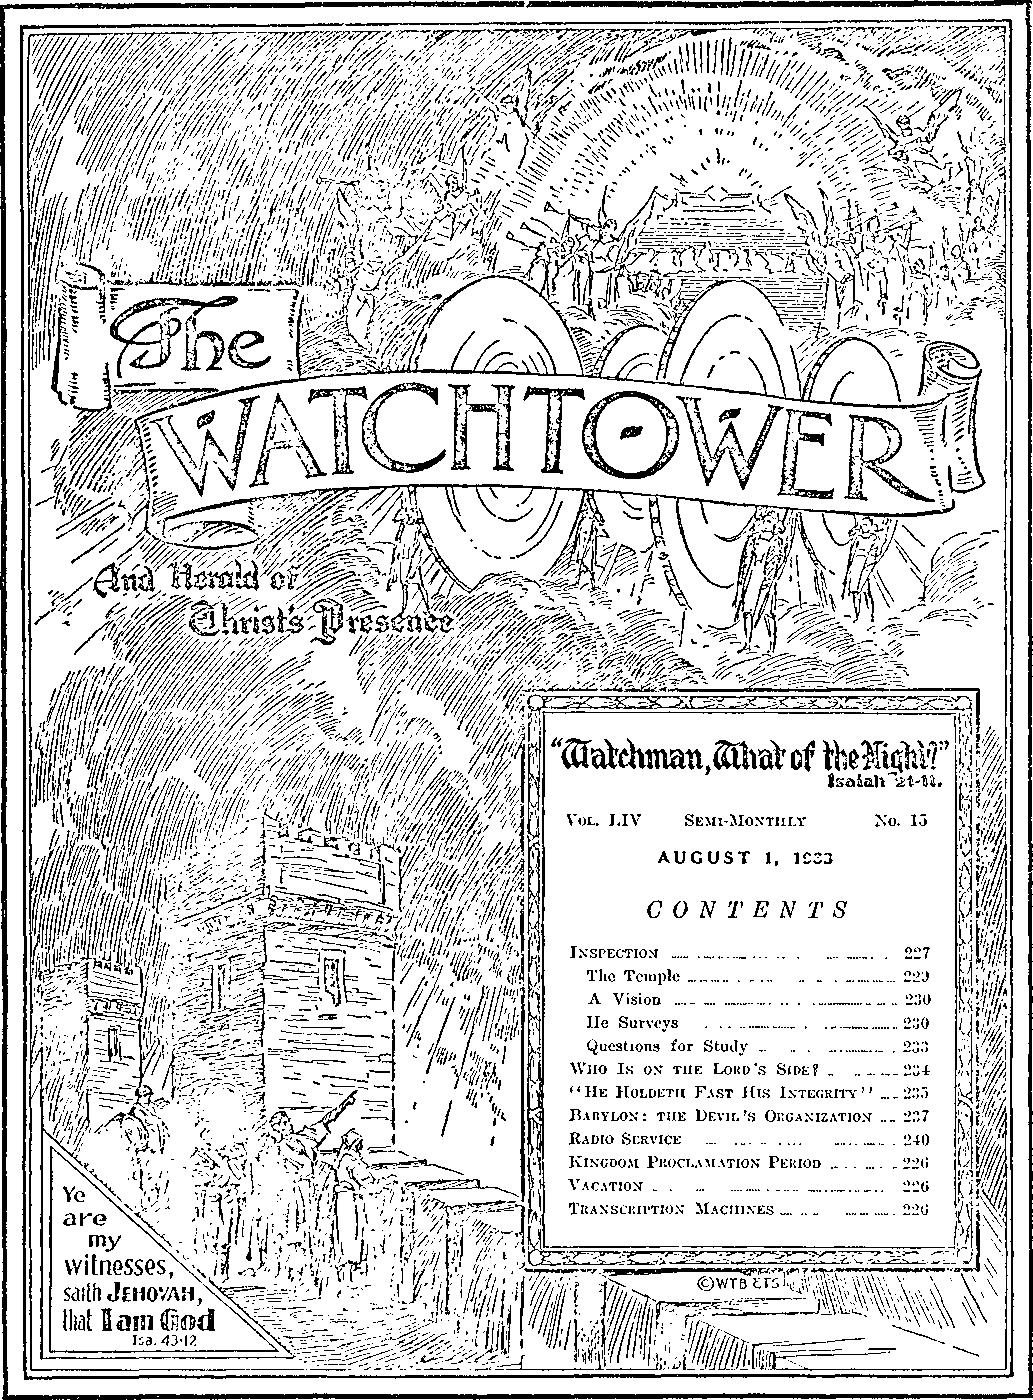 The
WATCHTOWER
And Herald of
Christ's Presence
"Watchman, What of the Night?"
Isaiah 21-11.
VOL. LIV SEMI-MONTHLY No. 15
AUGUST 1, 1933
CONTENTS
INSPECTION 227
The Temple 229
A Vision 230
He Surveys 230
Questions for Study 233
WHO IS ON THE LORD'S SIDE? 234
"HE HOLDETH FAST HIS INTEGRITY" 235
BABYLON: THE DEVIL'S ORGANIZATION 237
RADIO SERVICE 240
KINGDOM PROCLAMATION PERIOD 226
VACATION 226
TRANSCRIPTION MACHINES 226
©WTB &TS
Ye
are
my
witnesses,
saith JEHOVAH,
that I am God
Isa. 43-12